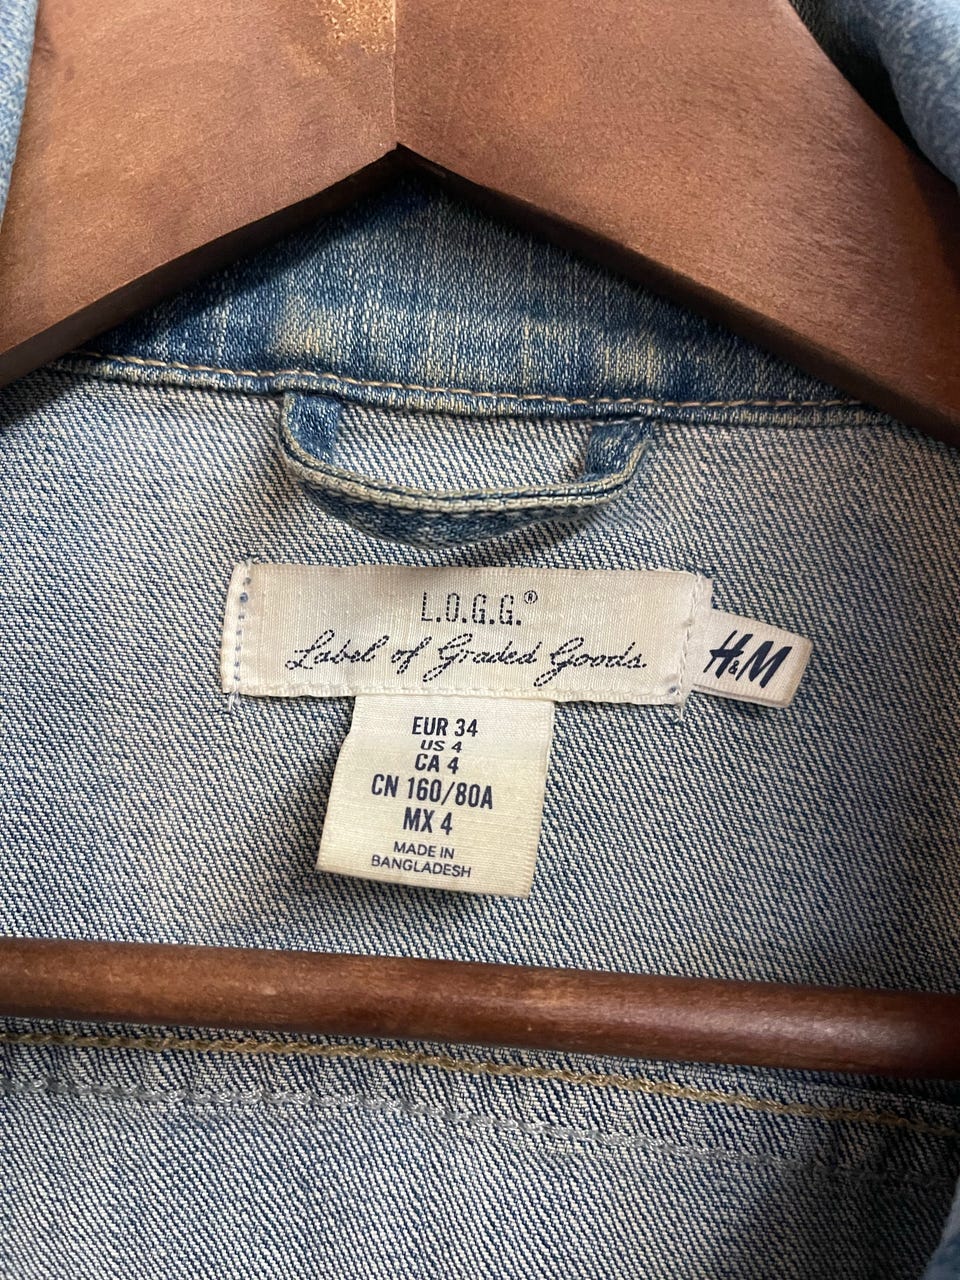 L.O.G.G.®
Label of Graded Goods.
H&M
EUR 34
US 4
CA 4
CN 160/80A
MX 4
MADE IN
BANGLADESH